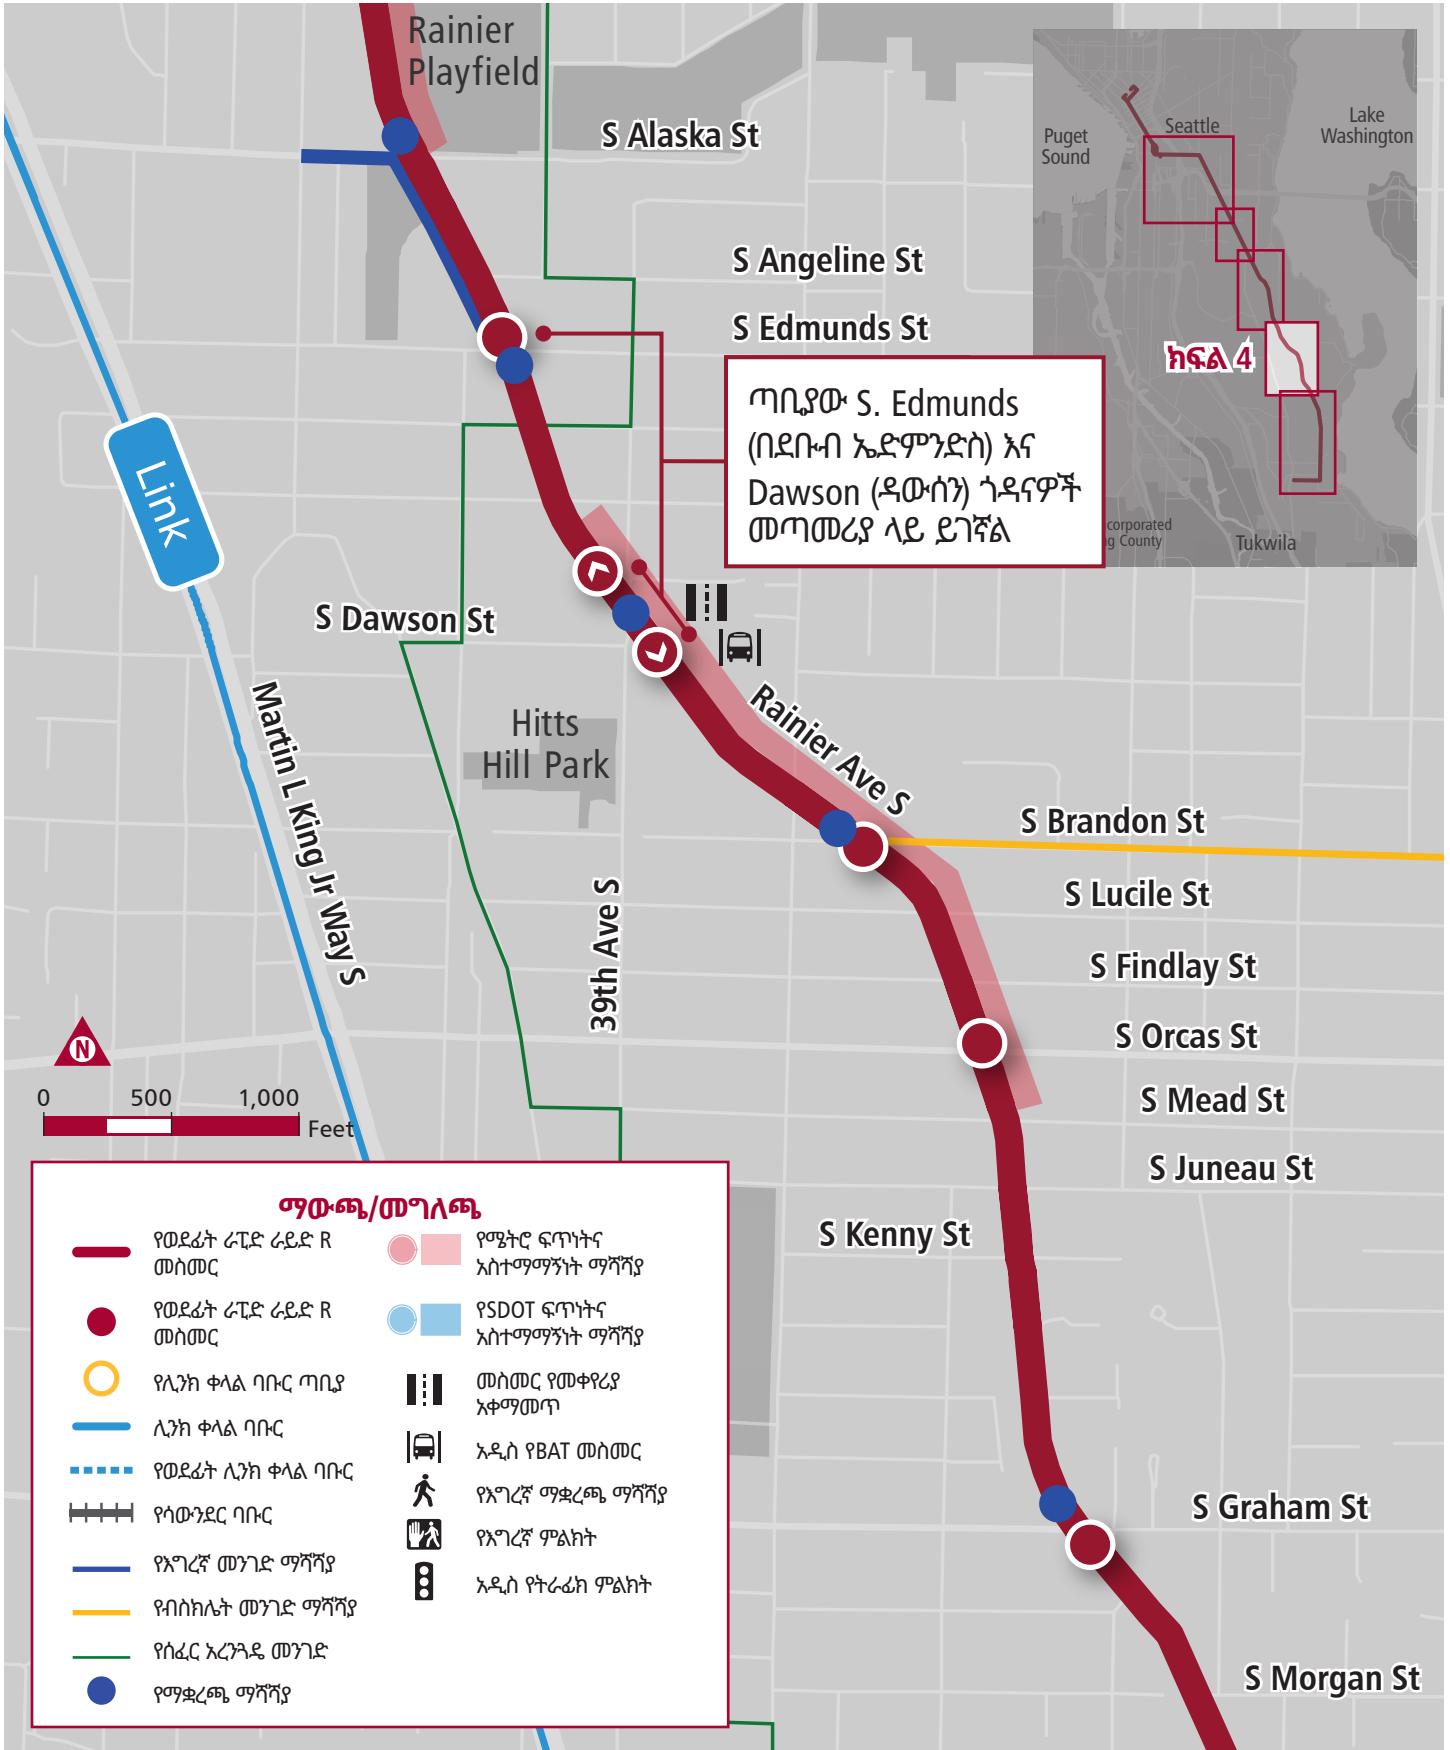 Rainier
Playfield
S Alaska St
S Angeline St
S Edmunds St
Puget
Sound
Seattle
Lake
Washington
ክፍል 4
corporated
g County
Tukwila
ጣቢያው S. Edmunds
(በደቡብ ኤድምንድስ) እና
Dawson (ዳውሰን) ጎዳናዎች
መጣመሪያ ላይ ይገኛል
Link
S Dawson St
Martin L King Jr Way S
Hitts
Hill Park
Rainier Ave S
39th Ave S
S Brandon St
S Lucile St
S Findlay St
S Orcas St
S Mead St
S Juneau St
S Kenny St
S Graham St
S Morgan St
N
0 500 1,000
Feet
ማውጫ/መግለጫ
የወደፊት ራፒድ ራይድ R
መስመር
የወደፊት ራፒድ ራይድ R
መስመር
የሊንክ ቀላል ባቡር ጣቢያ
ሊንክ ቀላል ባቡር
የወደፊት ሊንክ ቀላል ባቡር
የሳውንደር ባቡር
የእግረኛ መንገድ ማሻሻያ
የብስክሌት መንገድ ማሻሻያ
የሰፈር አረንጓዴ መንገድ
የማቋረጫ ማሻሻያ
የሜትሮ ፍጥነትና
አስተማማኝነት ማሻሻያ
የSDOT ፍጥነትና
አስተማማኝነት ማሻሻያ
መስመር የመቀየሪያ
አቀማመጥ
አዲስ የBAT መስመር
የእግረኛ ማቋረጫ ማሻሻያ
የእግረኛ ምልክት
አዲስ የትራፊክ ምልክት